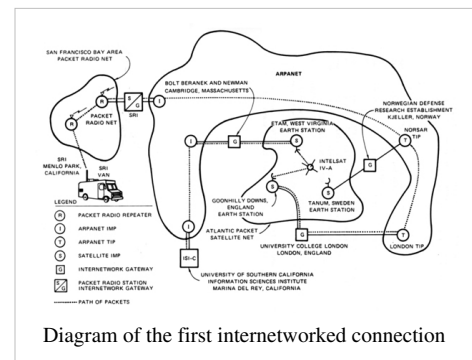 SAN FRANCISCO BAY AREA
PACKET RADIO NET
ARPANET
BOLT BERANEK AND NEWMAN
CAMBRIDGE, MASSACHUSETTS
NORWEGIAN DEFENSE
RESEARCH ESTABLISHMENT
KJELLER, NORWAY
S
G
I
R
R
PACKET
RADIO NET
SRI
ETAM, WEST VIRGINIA
EARTH STATION
NORSAR
TIP
I
G
S
T
G
INTELSAT
IV-A
SRI
MENLO PARK,
CALIFORNIA
SRI
VAN
S
GOONHILLY DOWNS,
ENGLAND
EARTH STATION
TANUM, SWEDEN
EARTH STATION
LEGEND
R PACKET RADIO REPEATER
I ARPANET IMP
T ARPANET TIP
S SATELLITE IMP
G INTERNETWORK GATEWAY
S
G
PACKET RADIO STATION
INTERNETWORK GATEWAY
PATH OF PACKETS
ATLANTIC PACKET
SATELLITE NET
I
G
T
UNIVERSITY COLLEGE LONDON
LONDON, ENGLAND
LONDON TIP
ISI-C
UNIVERSITY OF SOUTHERN CALIFORNIA
INFORMATION SCIENCES INSTITUTE
MARINA DEL REY, CALIFORNIA
Diagram of the first internetworked connection